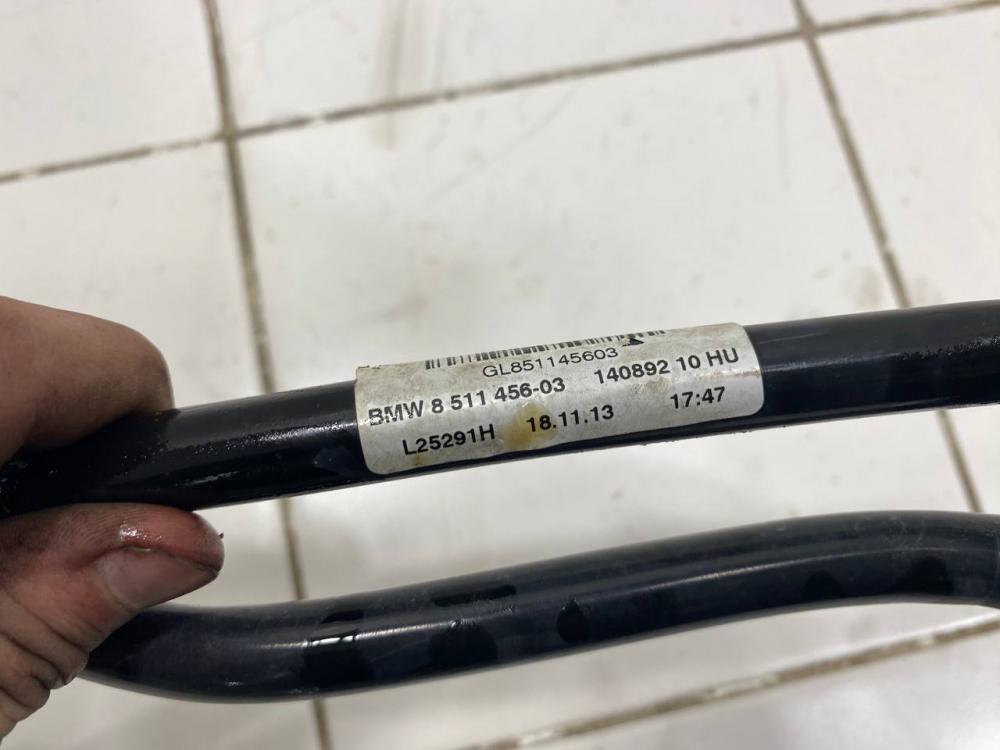 GL851145603
BMW 8 511 456-03 140892 10 HU
L25291H 18.11.13 17:47